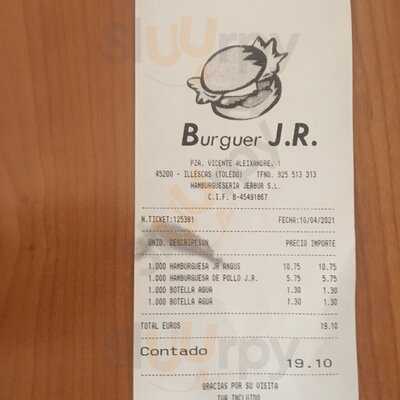 sluurpy
Burguer J.R.
PZA. VICENTE ALEIXANDRE, 1
45200 - ILLESCAS (TOLEDO) TFNO. 925 513 313
HAMBURGUESERIA JERBUR S.L.
C.I.F. B-45491867
N.TICKET:125381 FECHA:10/04/2021
UNID. DESCRIPCION PRECIO IMPORTE
1.000 HAMBURGUESA JR ANGUS 10.75 10.75
1.000 HAMBURGUESA DE POLLO J.R. 5.75 5.75
1.000 BOTELLA AGUA 1.30 1.30
1.000 BOTELLA AGUA 1.30 1.30
TOTAL EUROS 19.10
Contado 19.10
GRACIAS POR SU VISITA
IVA INCLUIDO